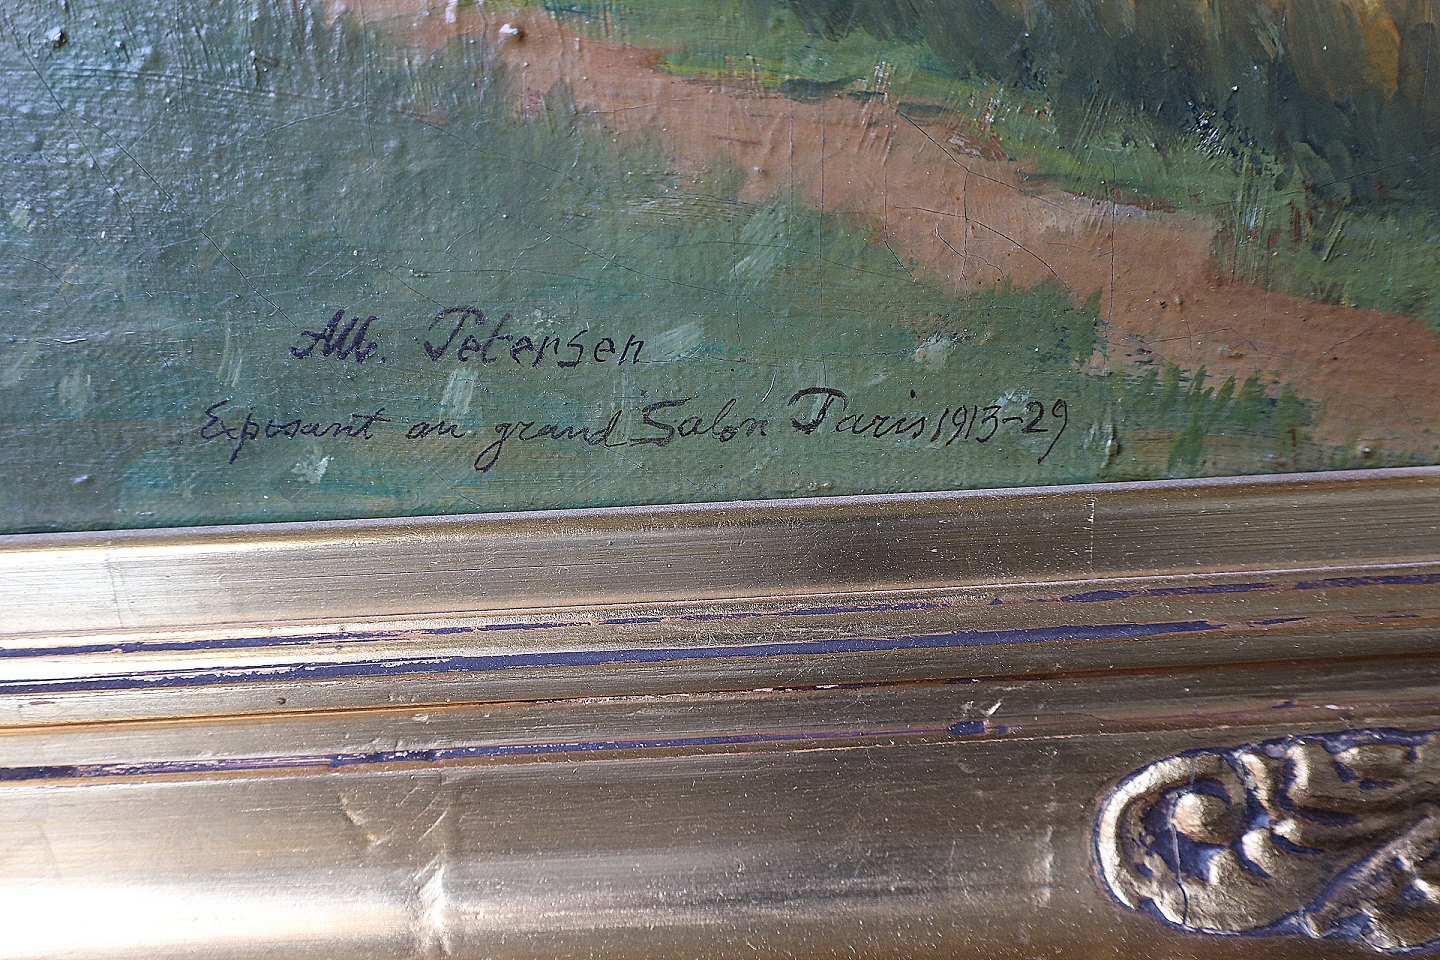 Alb. Petersen
Exposant au grand Salon Paris 1913-29